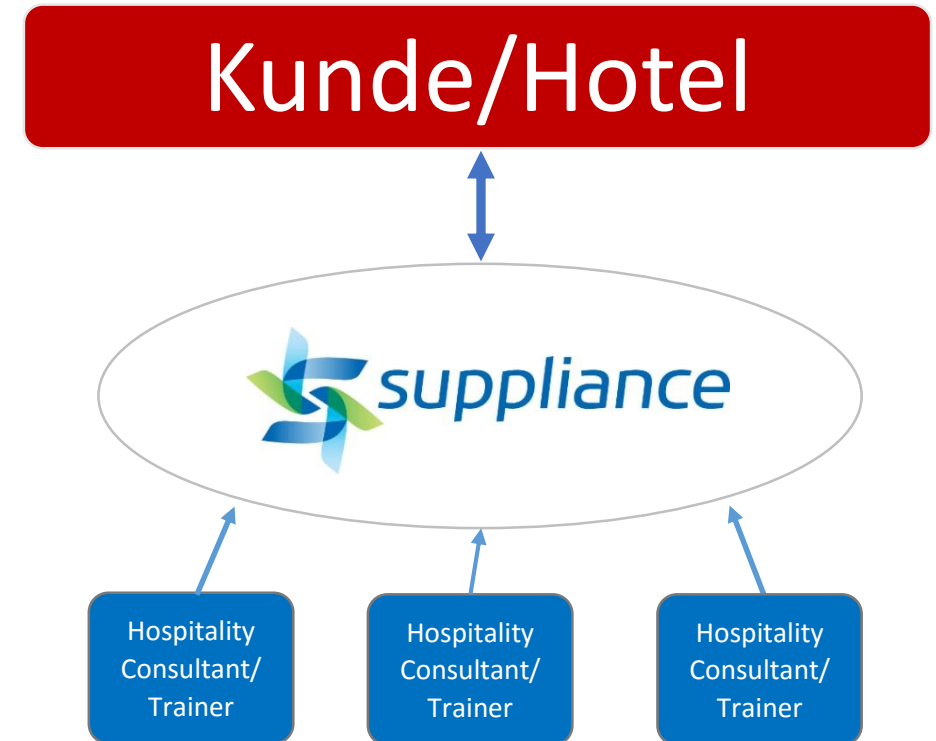 Kunde/Hotel
suppliance
Hospitality
Consultant/
Trainer
Hospitality
Consultant/
Trainer
Hospitality
Consultant/
Trainer